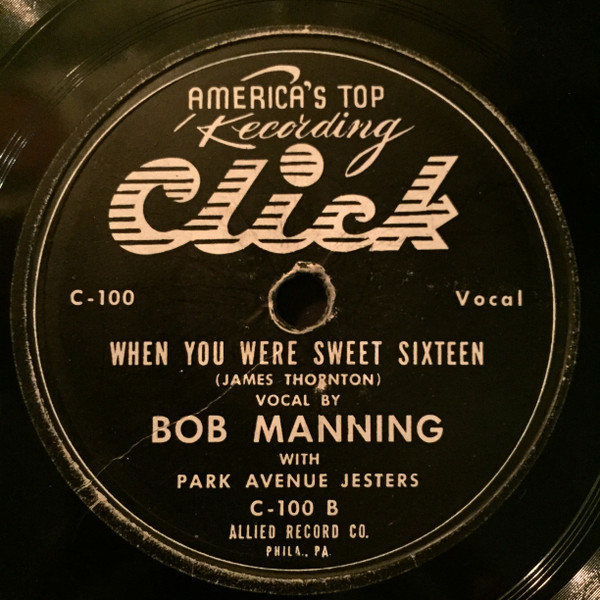 AMERICA'S TOP
Recording
Click
C-100 Vocal
WHEN YOU WERE SWEET SIXTEEN
(JAMES THORNTON)
VOCAL BY
BOB MANNING
WITH
PARK AVENUE JESTERS
C-100 B
ALLIED RECORD CO.
PHILA., PA.